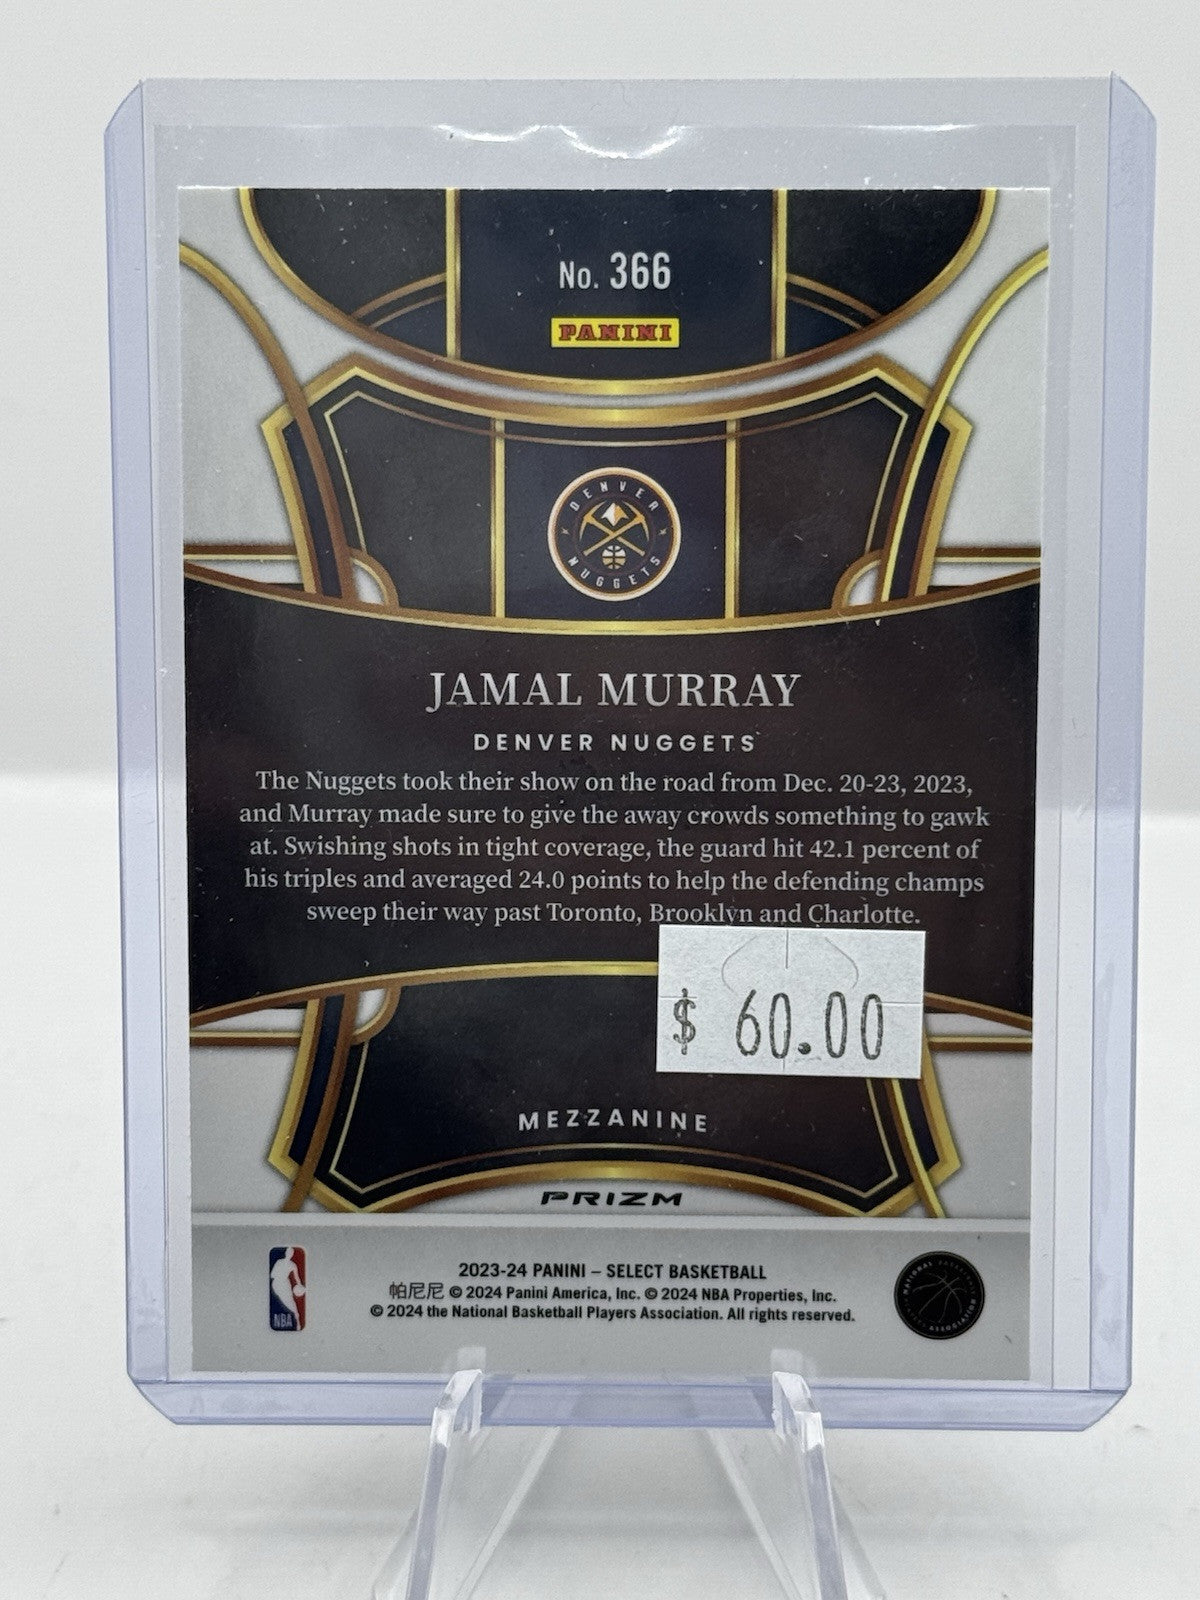 No. 366
PANINI
DENVER
NUGGETS
JAMAL MURRAY
DENVER NUGGETS
The Nuggets took their show on the road from Dec. 20-23, 2023,
and Murray made sure to give the away crowds something to gawk
at. Swishing shots in tight coverage, the guard hit 42.1 percent of
his triples and averaged 24.0 points to help the defending champs
sweep their way past Toronto, Brooklyn and Charlotte.
$ 60.00
MEZZANINE
PRIZM
NBA
2023-24 PANINI – SELECT BASKETBALL
帕尼尼 © 2024 Panini America, Inc. © 2024 NBA Properties, Inc.
© 2024 the National Basketball Players Association. All rights reserved.
NATIONAL BASKETBALL
PLAYERS ASSOCIATION